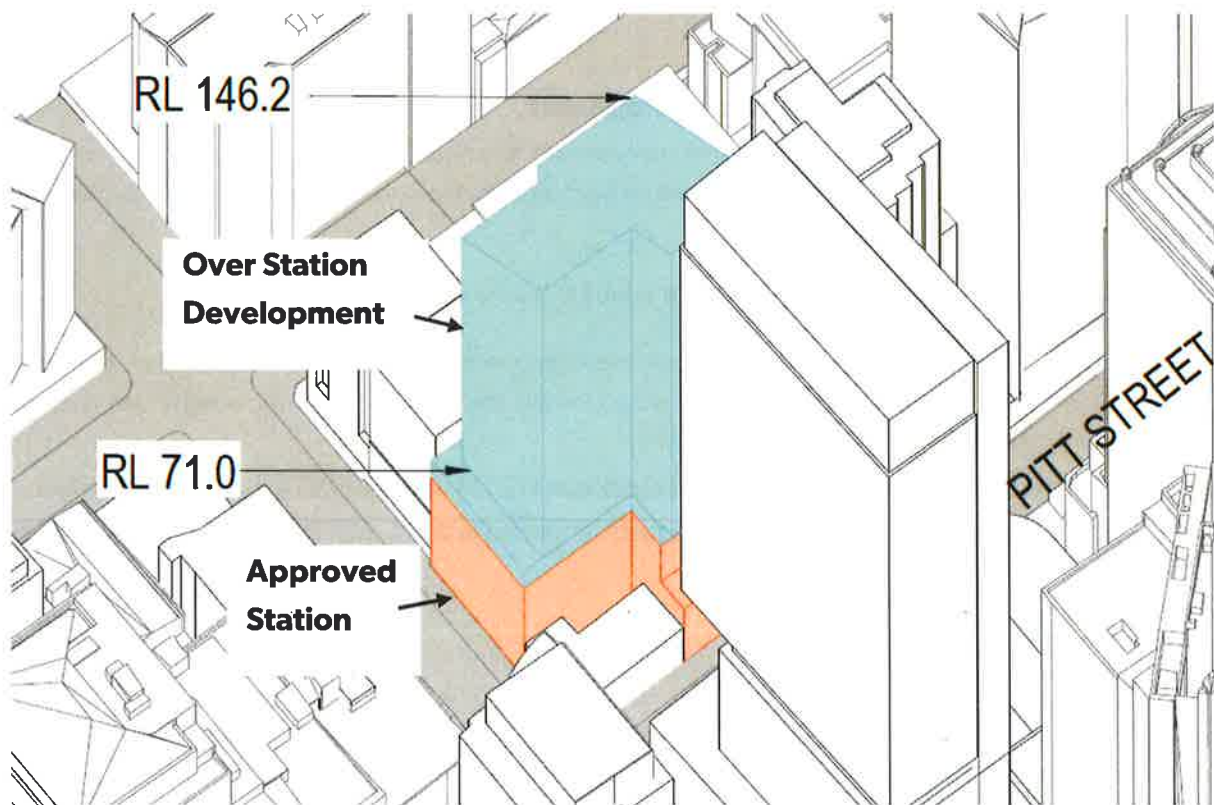 RL 146.2
Over Station
Development
RL 71.0
PITT STREET
Approved
Station